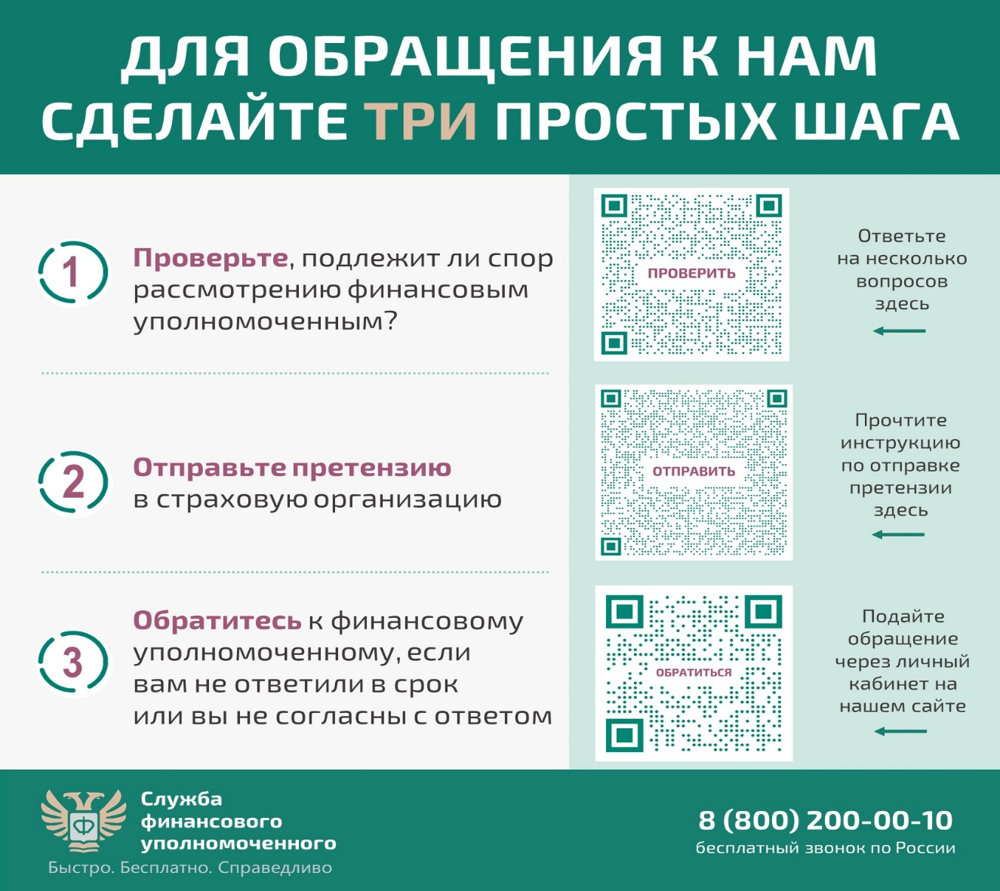 ДЛЯ ОБРАЩЕНИЯ К НАМ
СДЕЛАЙТЕ ТРИ ПРОСТЫХ ШАГА
1
Проверьте, подлежит ли спор
рассмотрению финансовым
уполномоченным?
ПРОВЕРИТЬ
Ответьте
на несколько
вопросов
здесь
2
Отправьте претензию
в страховую организацию
ОТПРАВИТЬ
Прочтите
инструкцию
по отправке
претензии
здесь
3
Обратитесь к финансовому
уполномоченному, если
вам не ответили в срок
или вы не согласны с ответом
ОБРАТИТЬСЯ
Подайте
обращение
через личный
кабинет на
нашем сайте
Ф
Служба
финансового
уполномоченного
Быстро. Бесплатно. Справедливо
8 (800) 200-00-10
бесплатный звонок по России